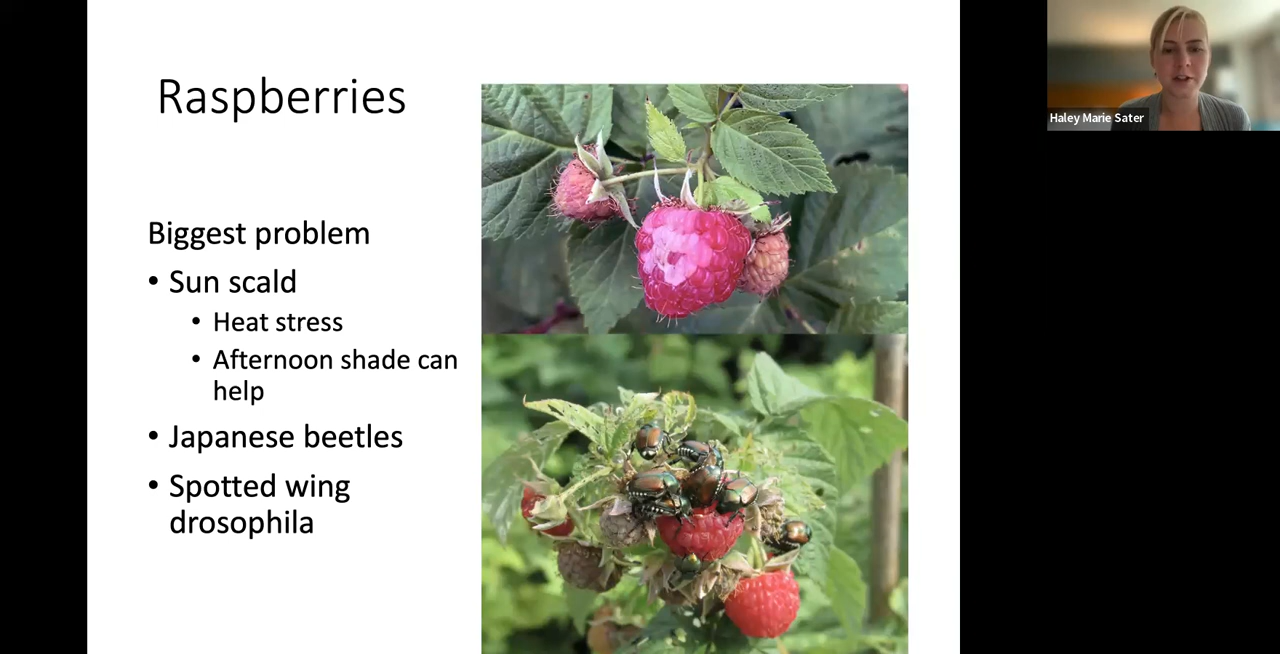 Raspberries
Haley Marie Sater
Biggest problem
• Sun scald
• Heat stress
• Afternoon shade can
help
• Japanese beetles
• Spotted wing
drosophila